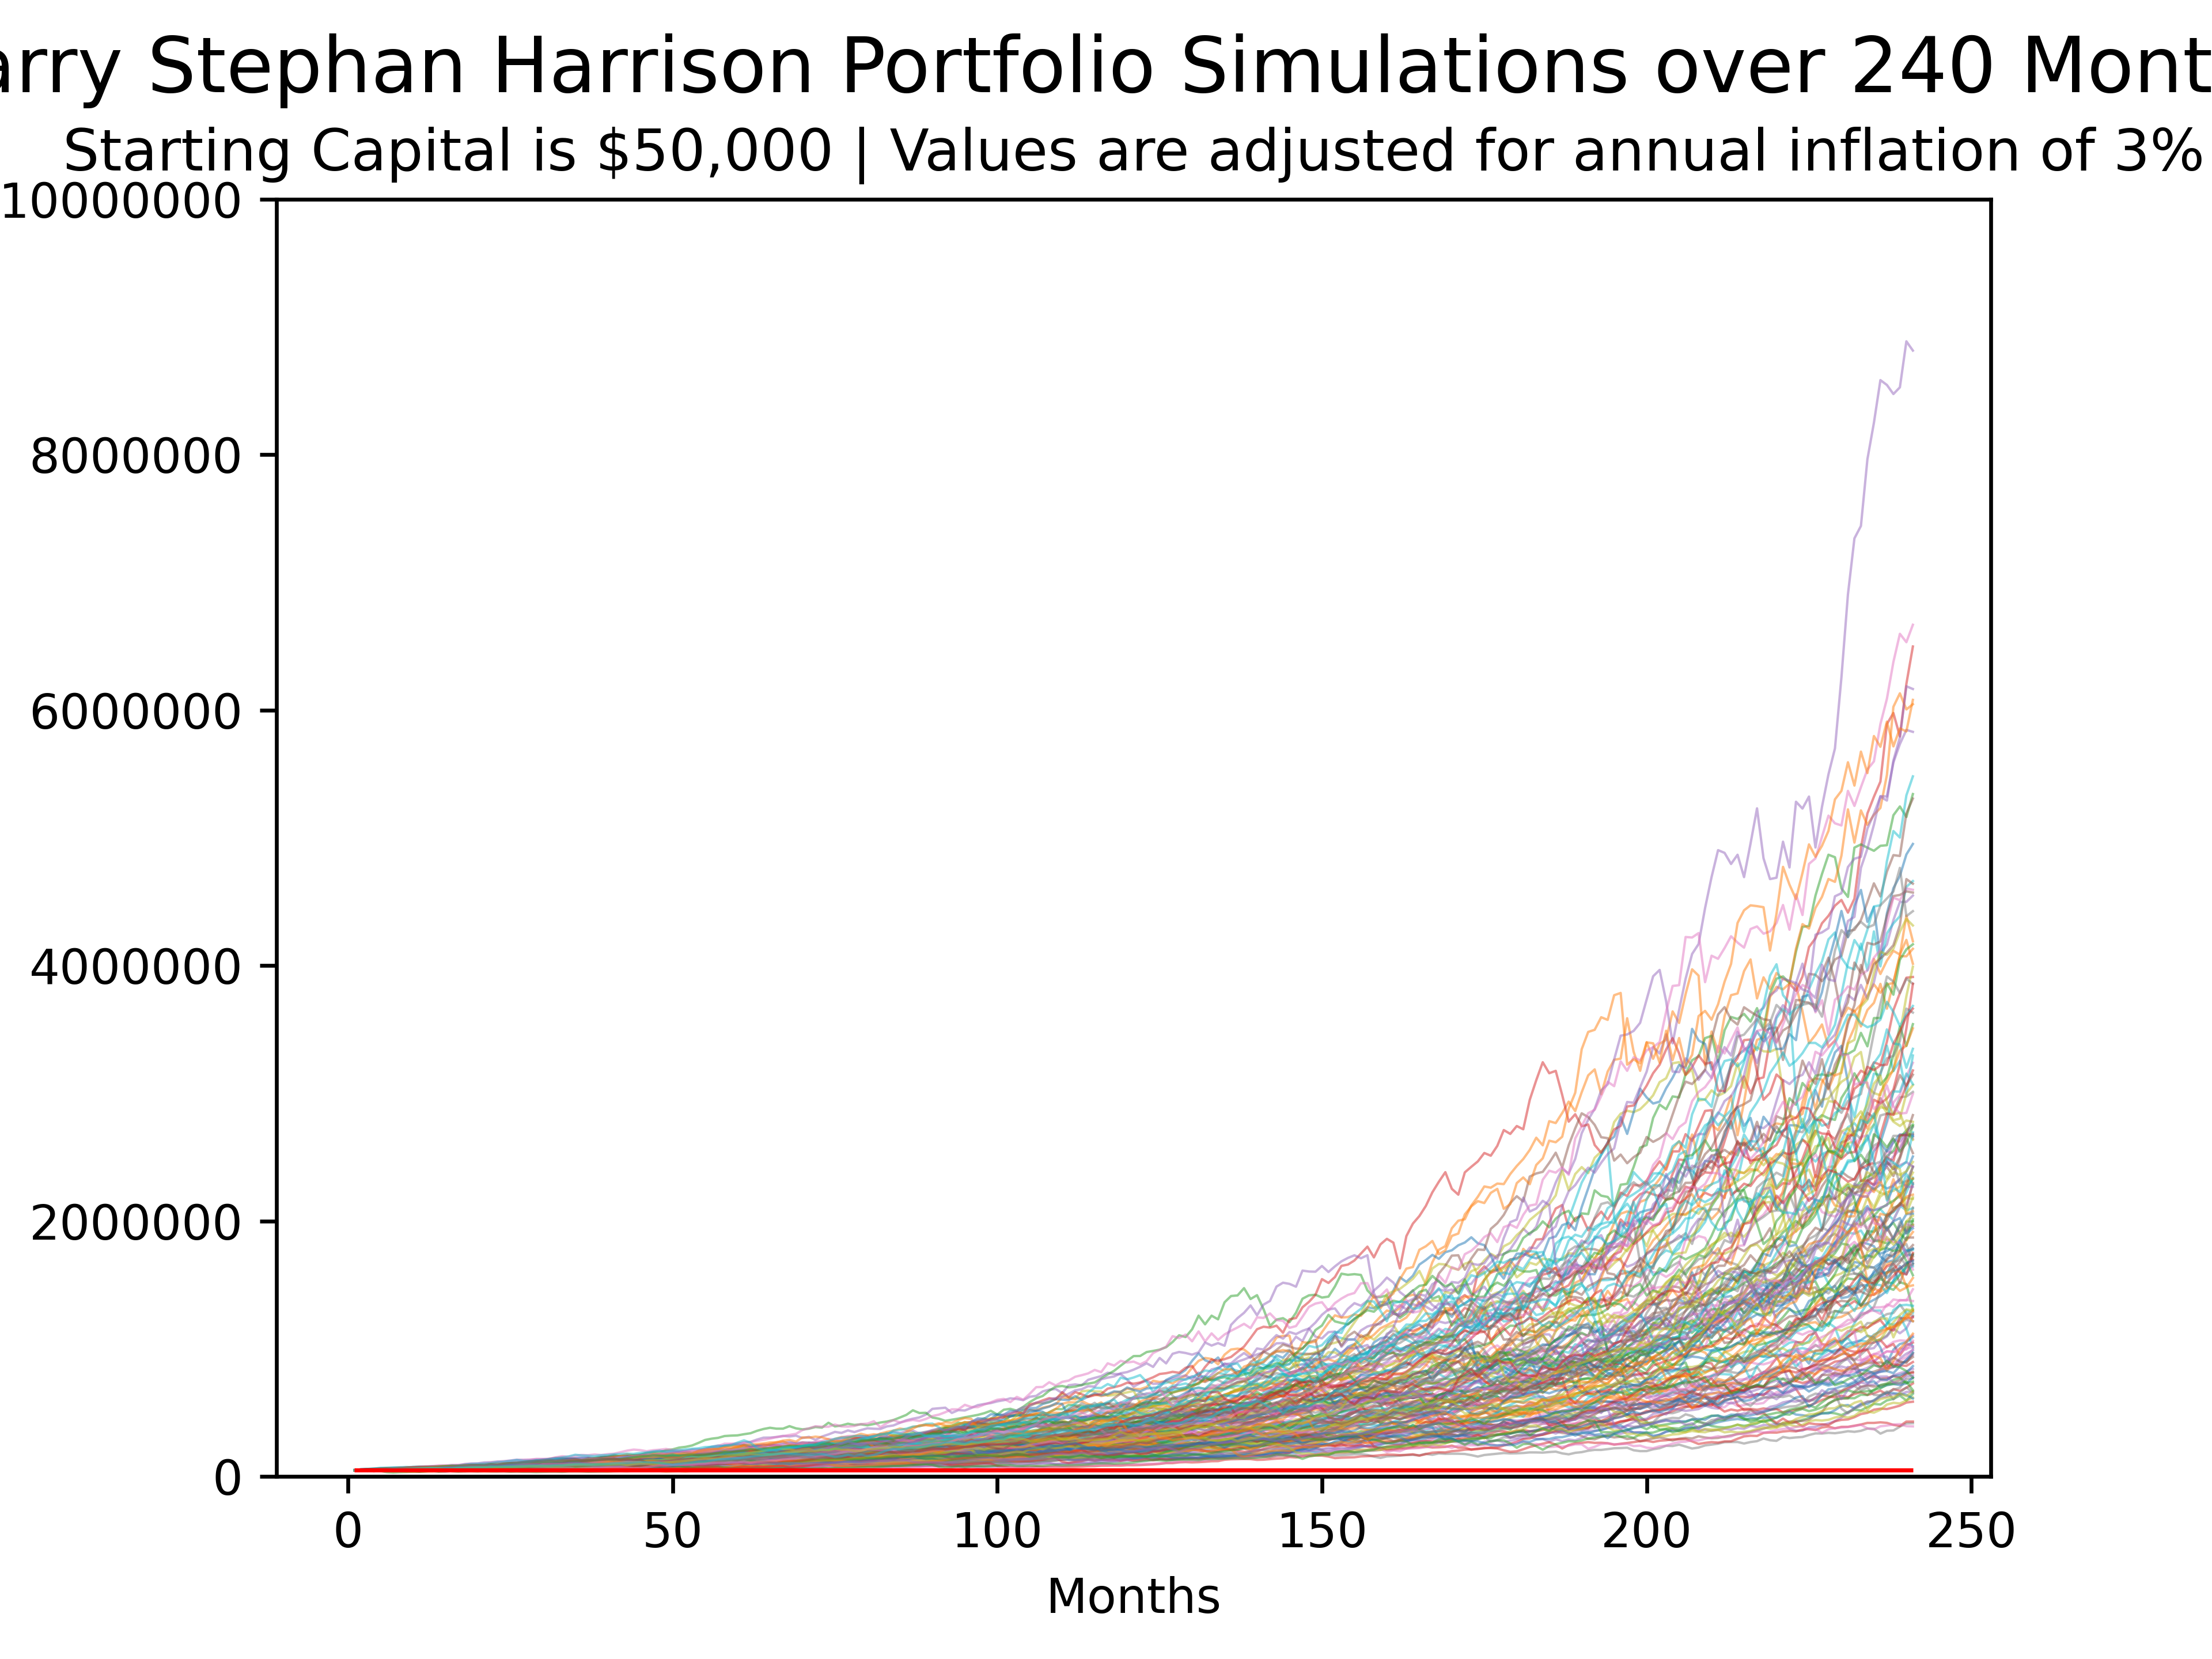 arry Stephan Harrison Portfolio Simulations over 240 Mont
Starting Capital is $50,000 | Values are adjusted for annual inflation of 3%
10000000
8000000
6000000
4000000
2000000
0
0 50 100 150 200 250
Months